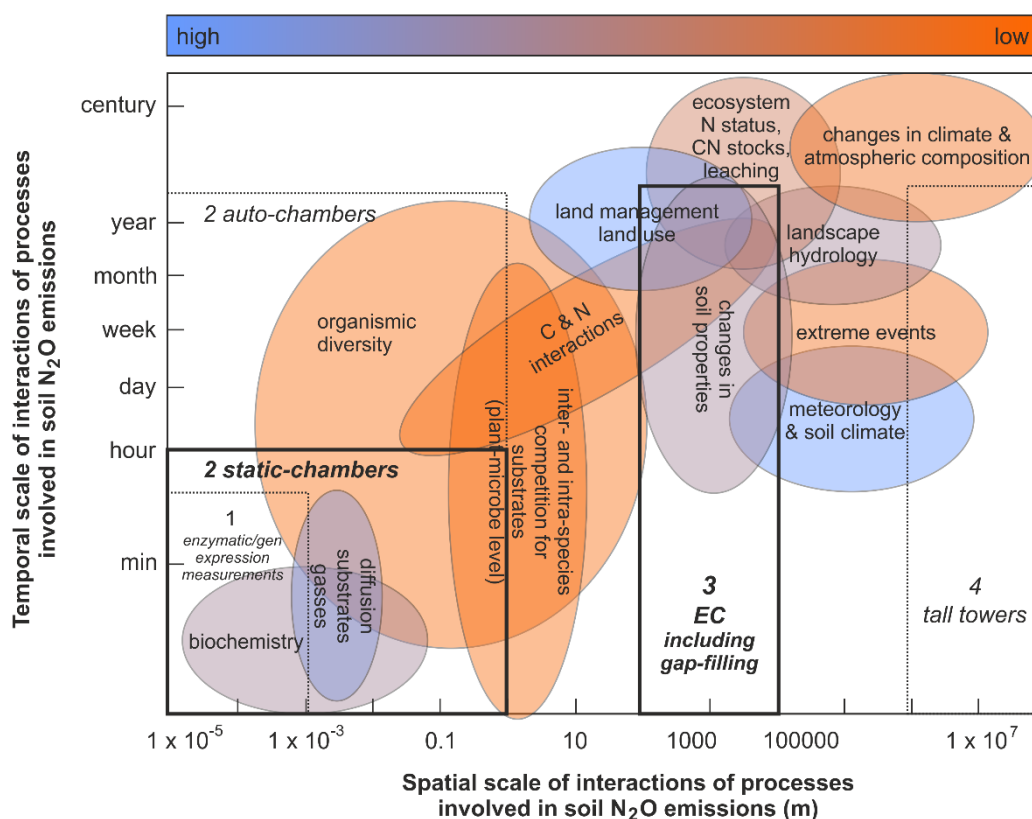 high
low
Temporal scale of interactions of processes
involved in soil N₂O emissions
century
year
month
week
day
hour
min
ecosystem
N status,
CN stocks,
leaching
changes in climate &
atmospheric composition
2 auto-chambers
land management
land use
landscape
hydrology
organismic
diversity
C & N
interactions
changes in
soil properties
extreme events
meteorology
& soil climate
inter- and intra-species
competition for
substrates
(plant-microbe level)
2 static-chambers
1
enzymatic/gen
expression
measurements
diffusion
substrates
gasses
biochemistry
3
EC
including
gap-filling
4
tall towers
1 x 10⁻⁵
1 x 10⁻³
0.1
10
1000
100000
1 x 10⁷
Spatial scale of interactions of processes
involved in soil N₂O emissions (m)